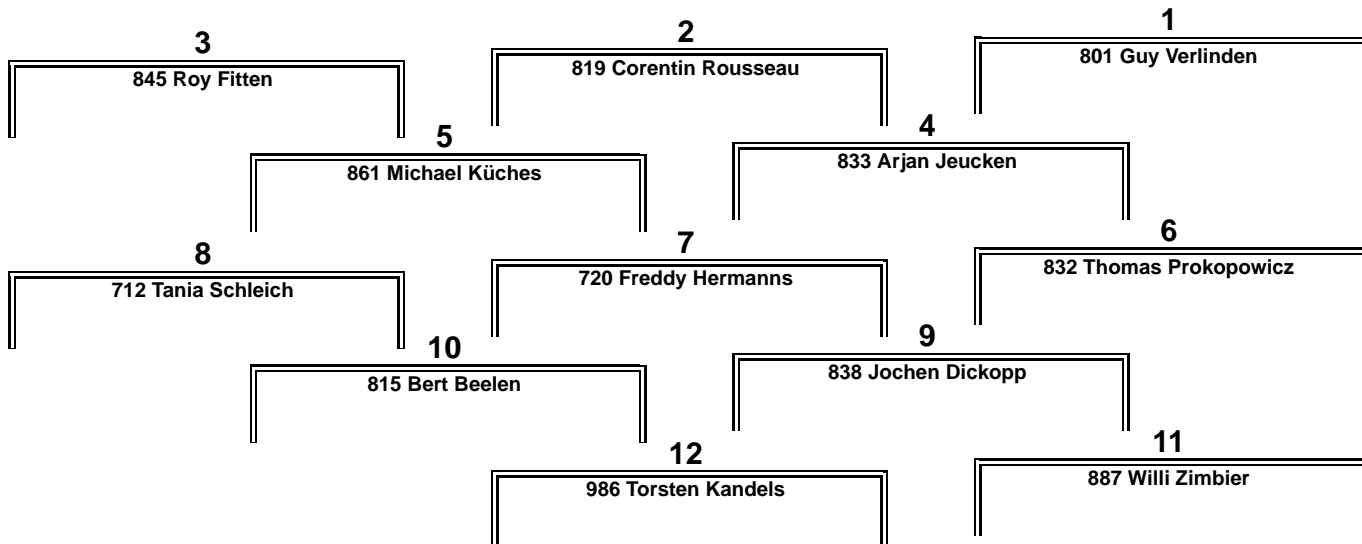 3
2
1
845 Roy Fitten
819 Corentin Rousseau
801 Guy Verlinden
5
4
861 Michael Küches
833 Arjan Jeucken
8
7
6
712 Tania Schleich
720 Freddy Hermanns
832 Thomas Prokopowicz
10
9
815 Bert Beelen
838 Jochen Dickopp
12
11
986 Torsten Kandels
887 Willi Zimbier